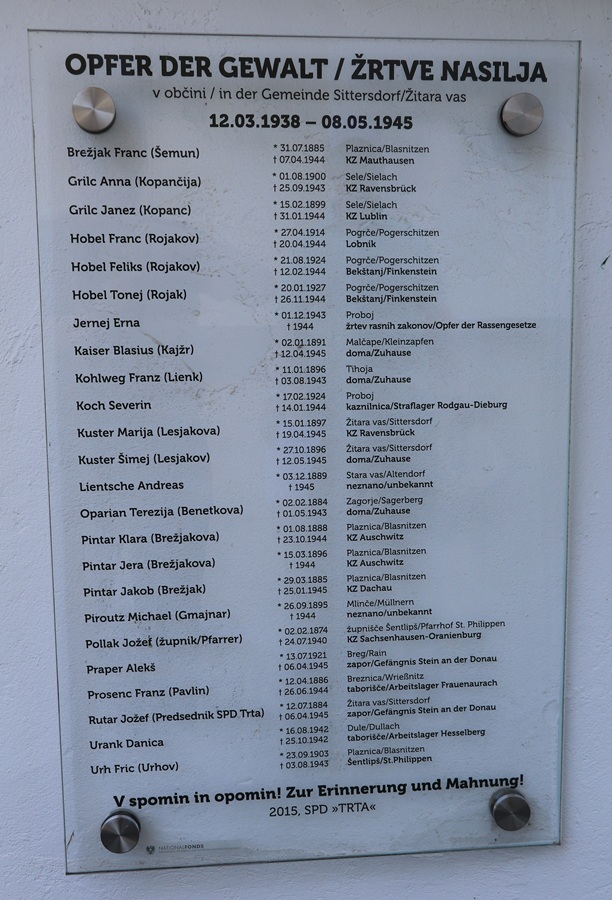 OPFER DER GEWALT / ŽRTVE NASILJA
v občini / in der Gemeinde Sittersdorf/Žitara vas
12.03.1938 – 08.05.1945
Brežjak Franc (Šemun) * 31.07.1885 Plaznica/Blasnitzen
† 07.04.1944 KZ Mauthausen
Grilc Anna (Kopančija) * 01.08.1900 Sele/Sielach
† 25.09.1943 KZ Ravensbrück
Grilc Janez (Kopanc) * 15.02.1899 Sele/Sielach
† 31.01.1944 KZ Lublin
Hobel Franc (Rojakov) * 27.04.1914 Pogrče/Pogerschitzen
† 20.04.1944 Lobnik
Hobel Feliks (Rojakov) * 21.08.1924 Pogrče/Pogerschitzen
† 12.02.1944 Bekštanj/Finkenstein
Hobel Tonej (Rojak) * 20.01.1927 Pogrče/Pogerschitzen
† 26.11.1944 Bekštanj/Finkenstein
Jernej Erna * 01.12.1943 Proboj
† 1944 žrtev rasnih zakonov/Opfer der Rassengesetze
Kaiser Blasius (Kajžr) * 02.01.1891 Malčape/Kleinzapfen
† 12.04.1945 doma/Zuhause
Kohlweg Franz (Lienk) * 11.01.1896 Tihoja
† 03.08.1943 doma/Zuhause
Koch Severin * 17.02.1924 Proboj
† 14.01.1944 kaznilnica/Straflager Rodgau-Dieburg
Kuster Marija (Lesjakova) * 15.01.1897 Žitara vas/Sittersdorf
† 19.04.1945 KZ Ravensbrück
Kuster Šimej (Lesjakov) * 27.10.1896 Žitara vas/Sittersdorf
† 12.05.1945 doma/Zuhause
Lientsche Andreas * 03.12.1889 Stara vas/Altendorf
† 1945 neznano/unbekannt
Oparian Terezija (Benetkova) * 02.02.1884 Zagorje/Sagerberg
† 01.05.1943 doma/Zuhause
Pintar Klara (Brežjakova) * 01.08.1888 Plaznica/Blasnitzen
† 23.10.1944 KZ Auschwitz
Pintar Jera (Brežjakova) * 15.03.1896 Plaznica/Blasnitzen
† 1944 KZ Auschwitz
Pintar Jakob (Brežjak) * 29.03.1885 Plaznica/Blasnitzen
† 25.01.1945 KZ Dachau
Piroutz Michael (Gmajnar) * 26.09.1895 Mlinče/Müllnern
† 1944 neznano/unbekannt
Pollak Jožef (župnik/Pfarrer) * 02.02.1874 župnišče Šentlipš/Pfarrhof St. Philippen
† 24.07.1940 KZ Sachsenhausen-Oranienburg
Praper Alekš * 13.07.1921 Breg/Rain
† 06.04.1945 zapor/Gefängnis Stein an der Donau
Prosenc Franz (Pavlin) * 12.04.1886 Breznica/Wrießnitz
† 26.06.1944 taborišče/Arbeitslager Frauenaurach
Rutar Jožef (Predsednik SPD Trta) * 12.07.1884 Žitara vas/Sittersdorf
† 06.04.1945 zapor/Gefängnis Stein an der Donau
Urank Danica * 16.08.1942 Dule/Dullach
† 25.10.1942 taborišče/Arbeitslager Hesselberg
Urh Fric (Urhov) * 23.09.1903 Plaznica/Blasnitzen
† 03.08.1943 Šentlipš/St.Philippen
V spomin in opomin! Zur Erinnerung und Mahnung!
2015, SPD »TRTA«
NATIONALFONDS